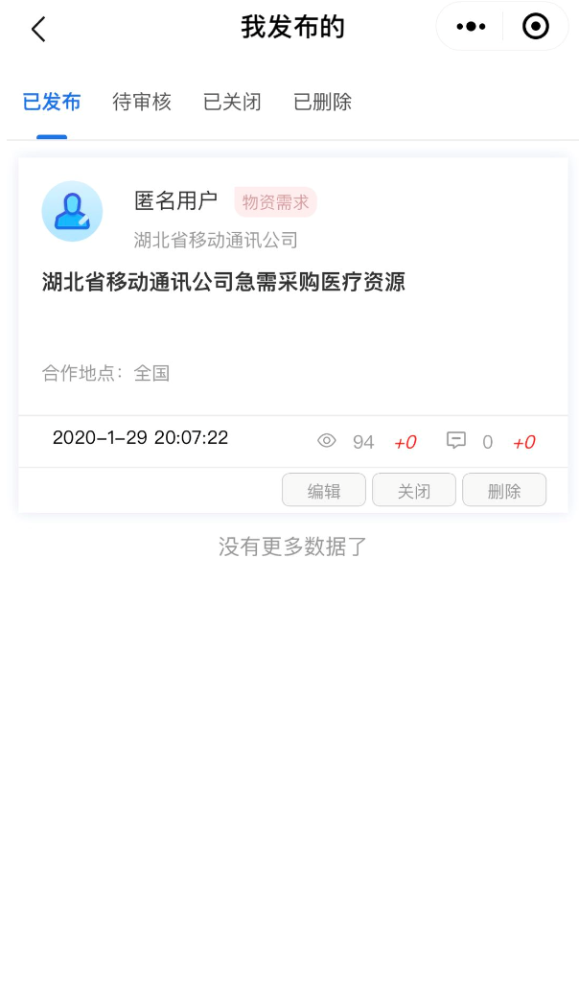 我发布的
已发布 待审核 已关闭 已删除
匿名用户 物资需求
湖北省移动通讯公司
湖北省移动通讯公司急需采购医疗资源
合作地点：全国
2020-1-29 20:07:22 94 +0 0 +0
编辑 关闭 删除
没有更多数据了